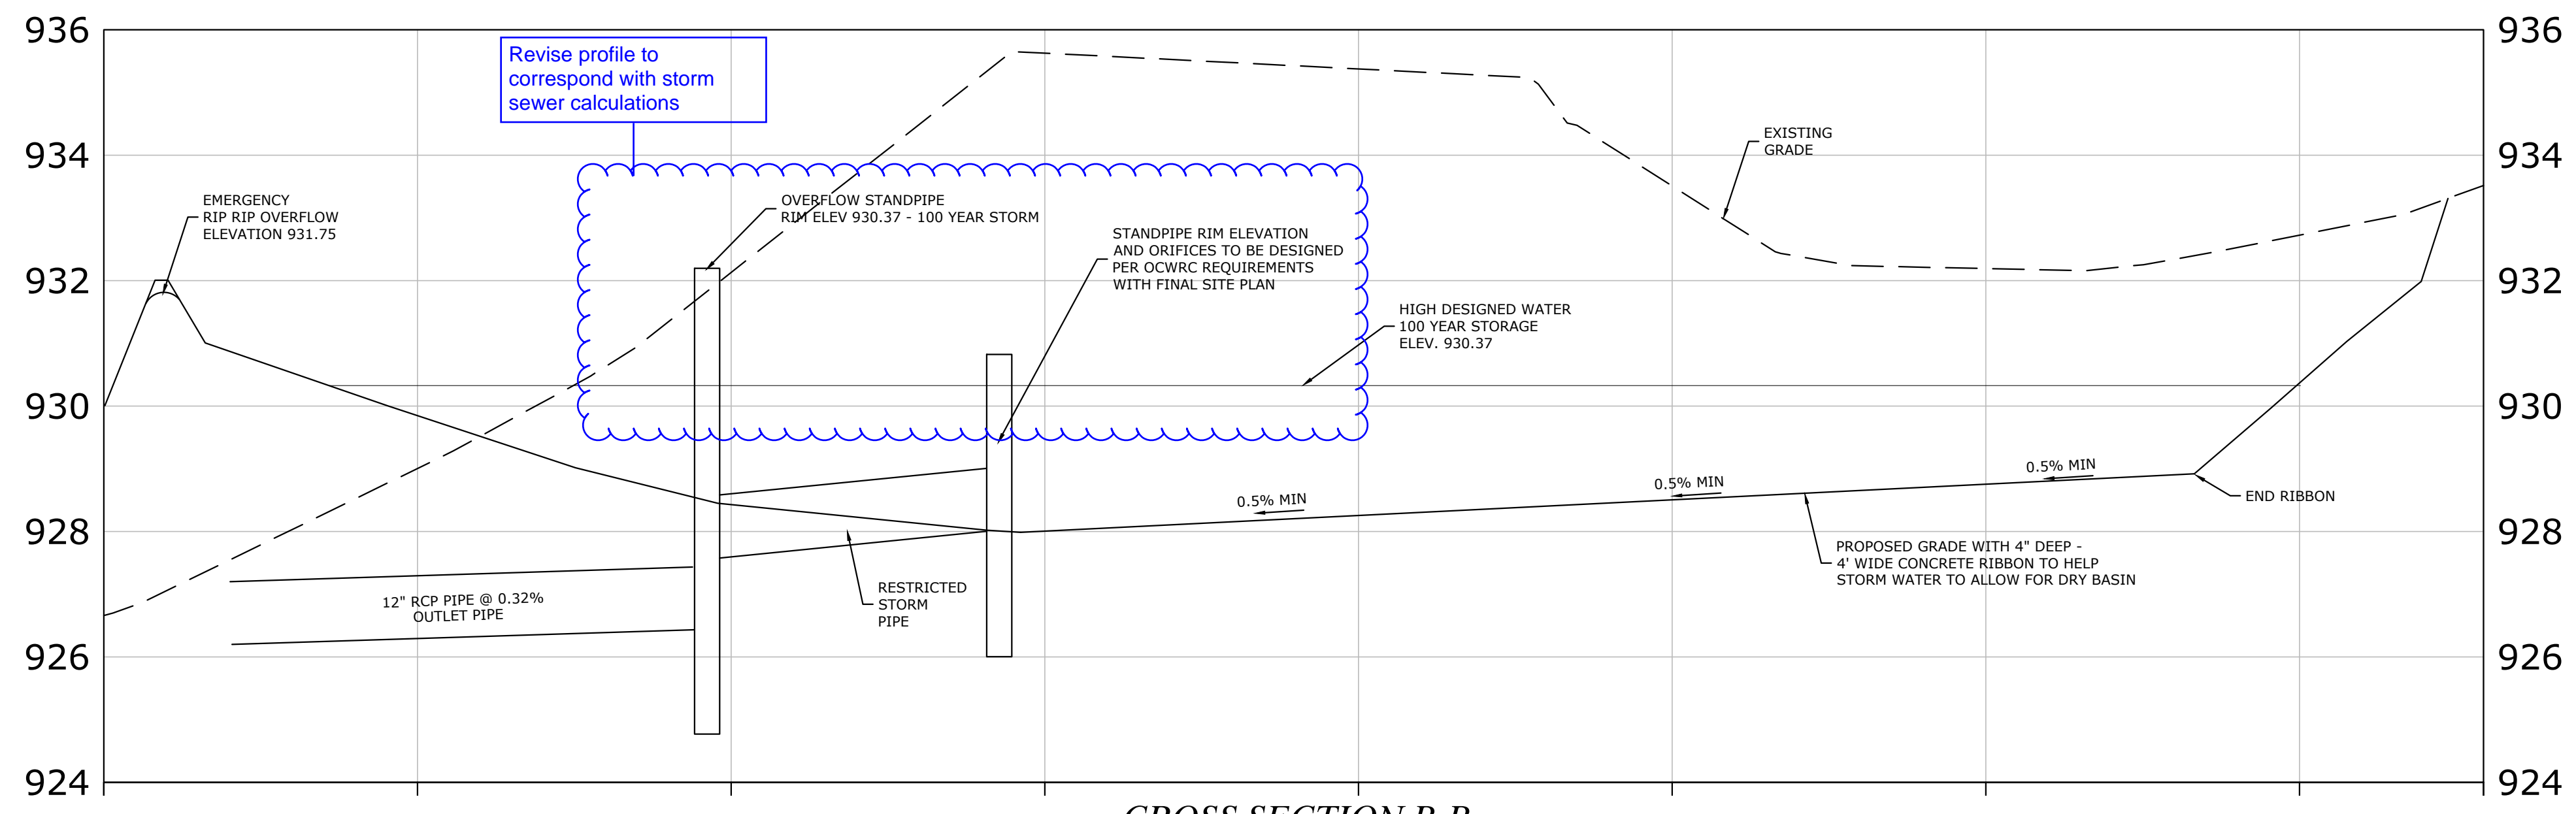 936
936
Revise profile to
correspond with storm
sewer calculations
934
934
EXISTING
GRADE
EMERGENCY
RIP RIP OVERFLOW
ELEVATION 931.75
OVERFLOW STANDPIPE
RIM ELEV 930.37 - 100 YEAR STORM
STANDPIPE RIM ELEVATION
AND ORIFICES TO BE DESIGNED
PER OCWRC REQUIREMENTS
WITH FINAL SITE PLAN
932
932
HIGH DESIGNED WATER
100 YEAR STORAGE
ELEV. 930.37
930
930
0.5% MIN
0.5% MIN
0.5% MIN
END RIBBON
928
928
PROPOSED GRADE WITH 4" DEEP -
4' WIDE CONCRETE RIBBON TO HELP
STORM WATER TO ALLOW FOR DRY BASIN
RESTRICTED
STORM
PIPE
12" RCP PIPE @ 0.32%
OUTLET PIPE
926
926
924
924
CROSS SECTION B-B